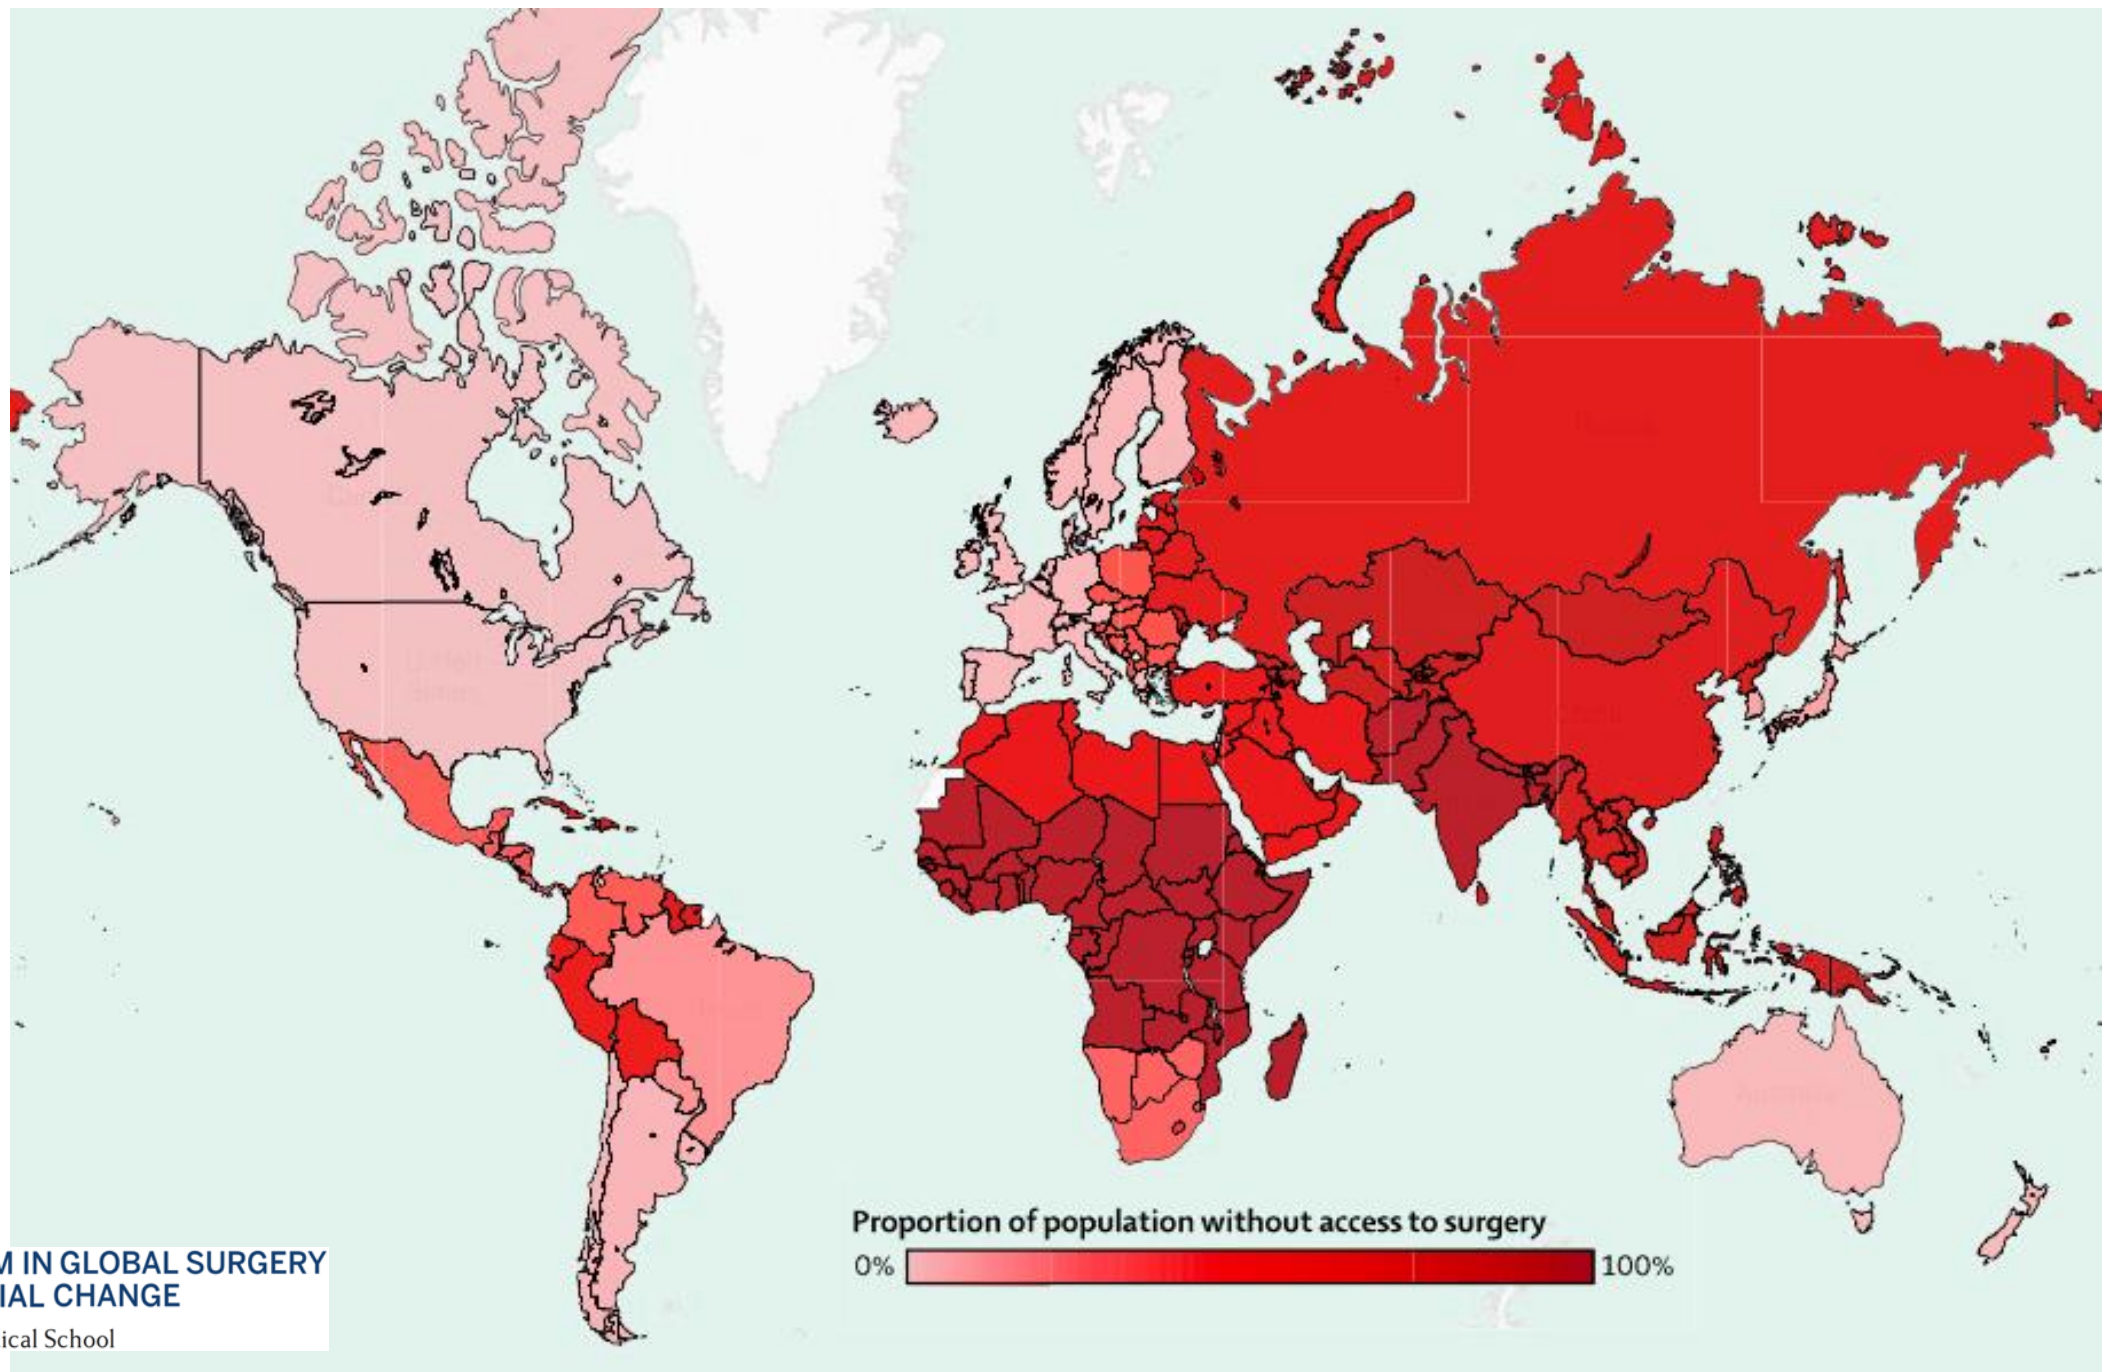 Proportion of population without access to surgery
0%
100%
M IN GLOBAL SURGERY
IAL CHANGE
ical School